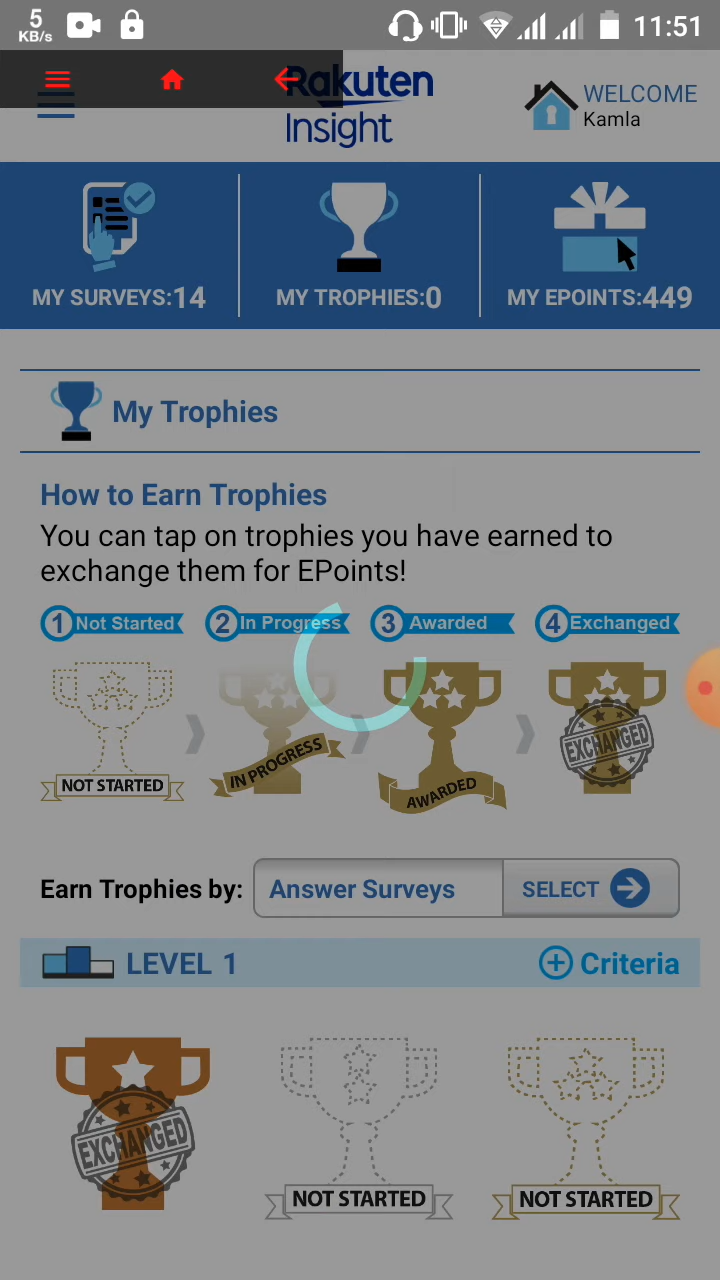 5
KB/s
11:51
Rakuten
Insight
WELCOME
Kamla
MY SURVEYS:14
MY TROPHIES:0
MY EPOINTS:449
My Trophies
How to Earn Trophies
You can tap on trophies you have earned to
exchange them for EPoints!
1 Not Started
2 In Progress
3 Awarded
4 Exchanged
NOT STARTED
IN PROGRESS
AWARDED
EXCHANGED
Earn Trophies by:
Answer Surveys
SELECT
LEVEL 1
Criteria
EXCHANGED
NOT STARTED
NOT STARTED